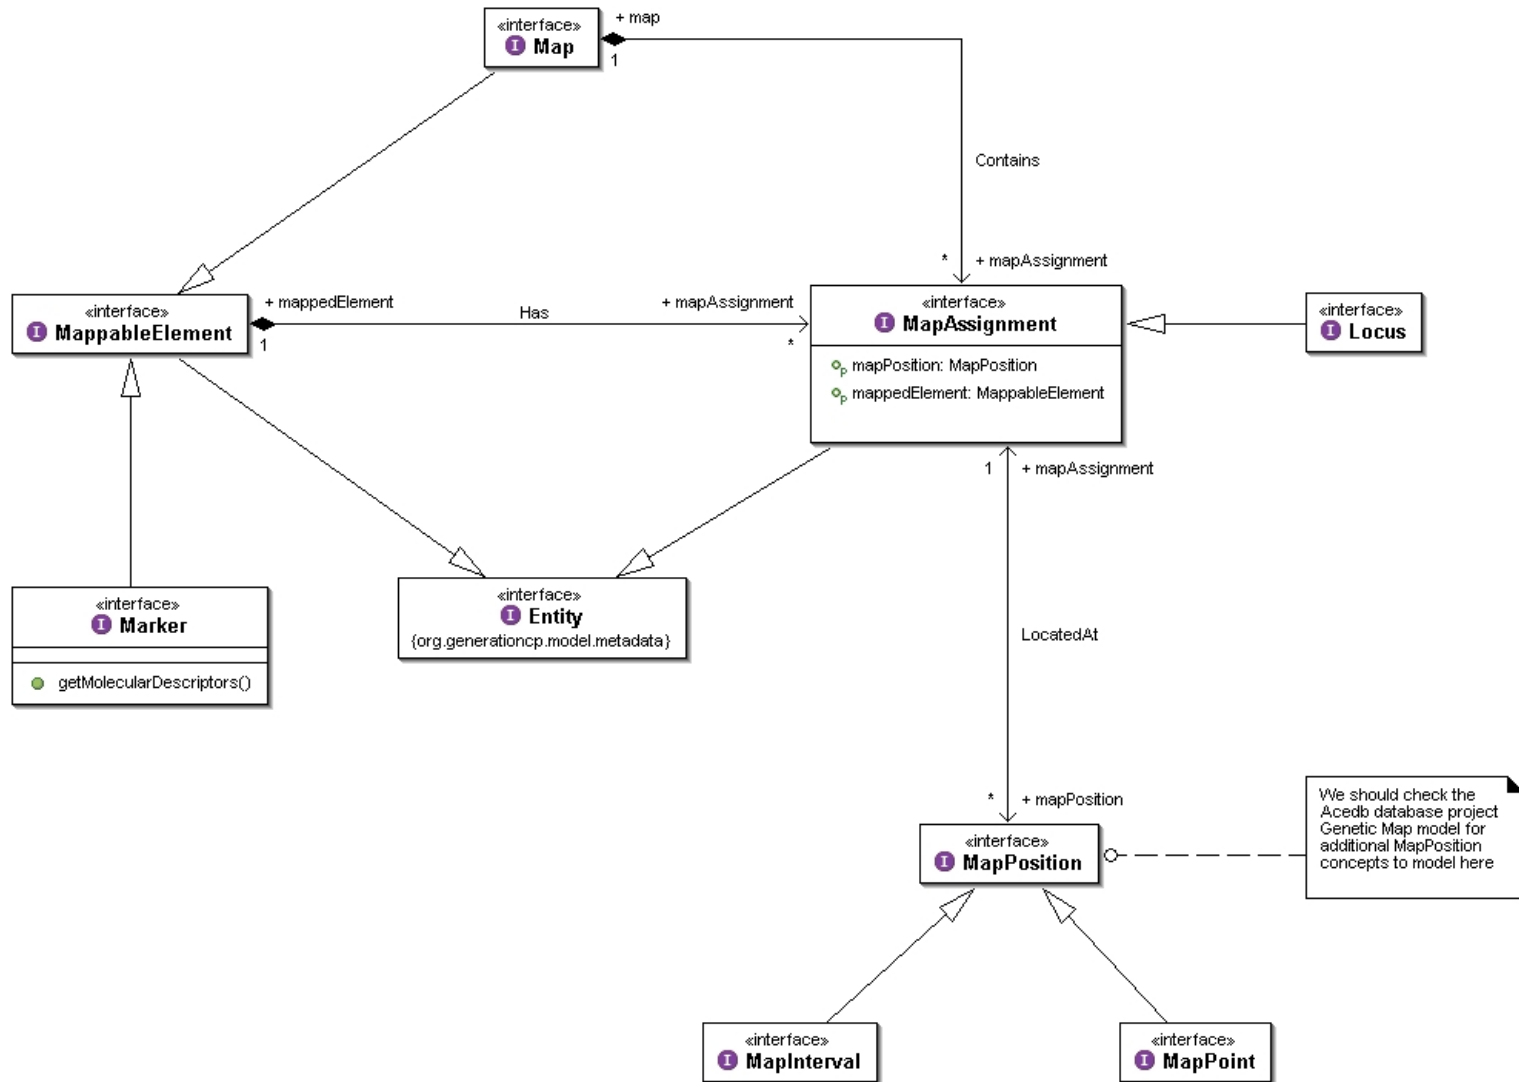 «interface»
I Map
+ map
1
Contains
*
+ mapAssignment
«interface»
I MappableElement
+ mappedElement
1
Has
+ mapAssignment
*
«interface»
I MapAssignment
p mapPosition: MapPosition
p mappedElement: MappableElement
«interface»
I Locus
1
+ mapAssignment
«interface»
I Marker
getMolecularDescriptors()
«interface»
I Entity
{org.generationcp.model.metadata}
LocatedAt
*
+ mapPosition
«interface»
I MapPosition
We should check the
Acedb database project
Genetic Map model for
additional MapPosition
concepts to model here
«interface»
I MapInterval
«interface»
I MapPoint